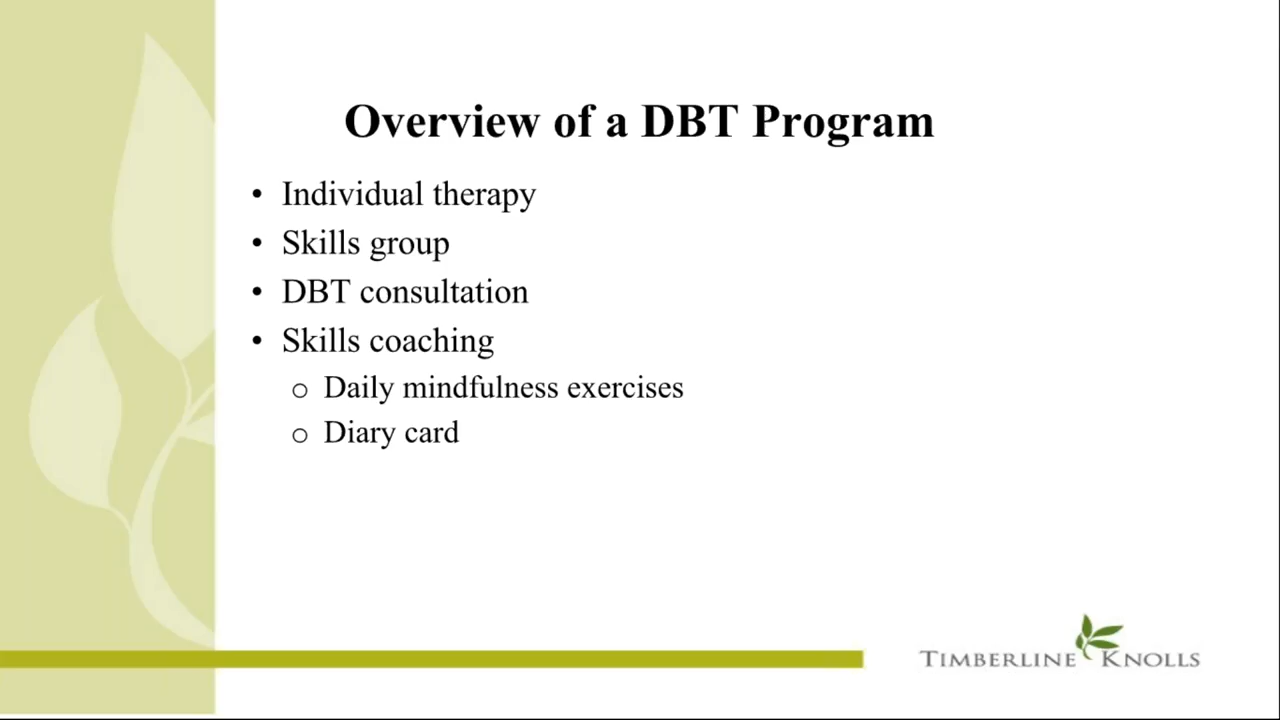 Overview of a DBT Program
• Individual therapy
• Skills group
• DBT consultation
• Skills coaching
o Daily mindfulness exercises
o Diary card
TIMBERLINE KNOLLS